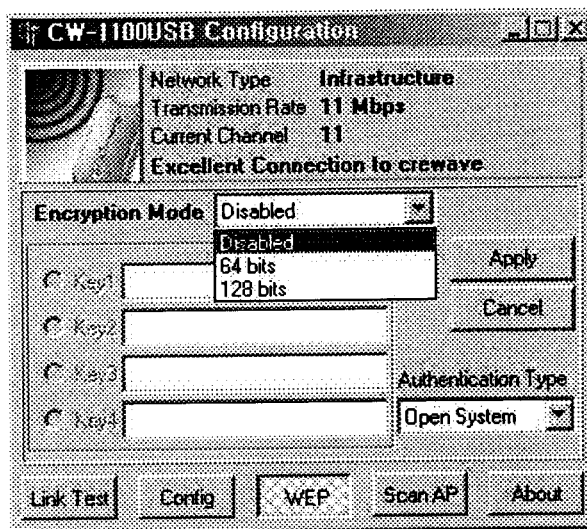 CW-1100USB Configuration
Network Type Infrastructure
Transmission Rate 11 Mbps
Current Channel 11
Excellent Connection to crewave
Encryption Mode Disabled
Disabled
64 bits
128 bits
Key1
Key2
Key3
Key4
Apply
Cancel
Authentication Type
Open System
Link Test Config WEP Scan AP About